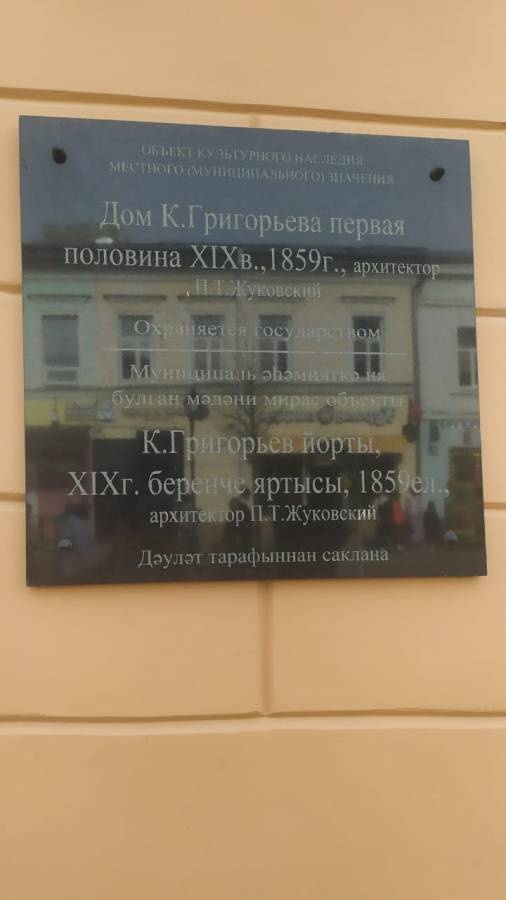 ОБЪЕКТ КУЛЬТУРНОГО НАСЛЕДИЯ
МЕСТНОГО (МУНИЦИПАЛЬНОГО) ЗНАЧЕНИЯ
Дом К.Григорьева первая
половина XIXв.,1859г., архитектор
П.Т.Жуковский
Охраняется государством
Муниципаль әһәмияткә ия
булган мәдәни мирас объекты
К.Григорьев йорты,
XIXг. беренче яртысы, 1859ел.,
архитектор П.Т.Жуковский
Дәүләт тарафыннан саклана